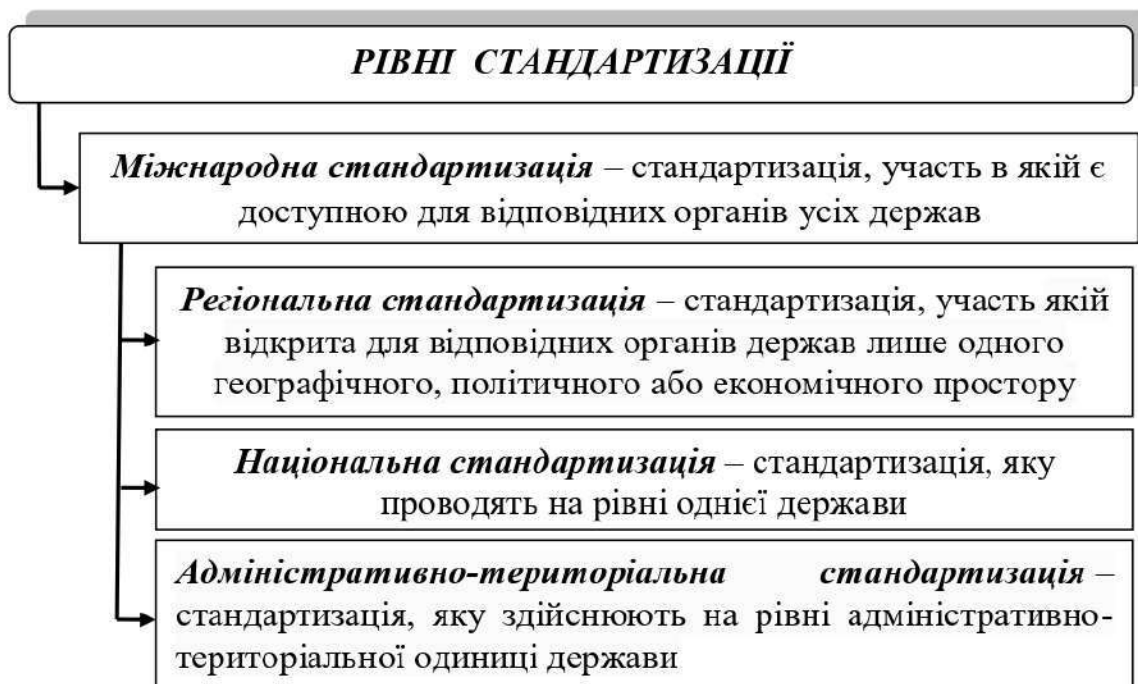 РІВНІ СТАНДАРТИЗАЦІЇ
Міжнародна стандартизація – стандартизація, участь в якій є
доступною для відповідних органів усіх держав
Регіональна стандартизація – стандартизація, участь якій
відкрита для відповідних органів держав лише одного
географічного, політичного або економічного простору
Національна стандартизація – стандартизація, яку
проводять на рівні однієї держави
Адміністративно-територіальна стандартизація –
стандартизація, яку здійснюють на рівні адміністративно-
територіальної одиниці держави